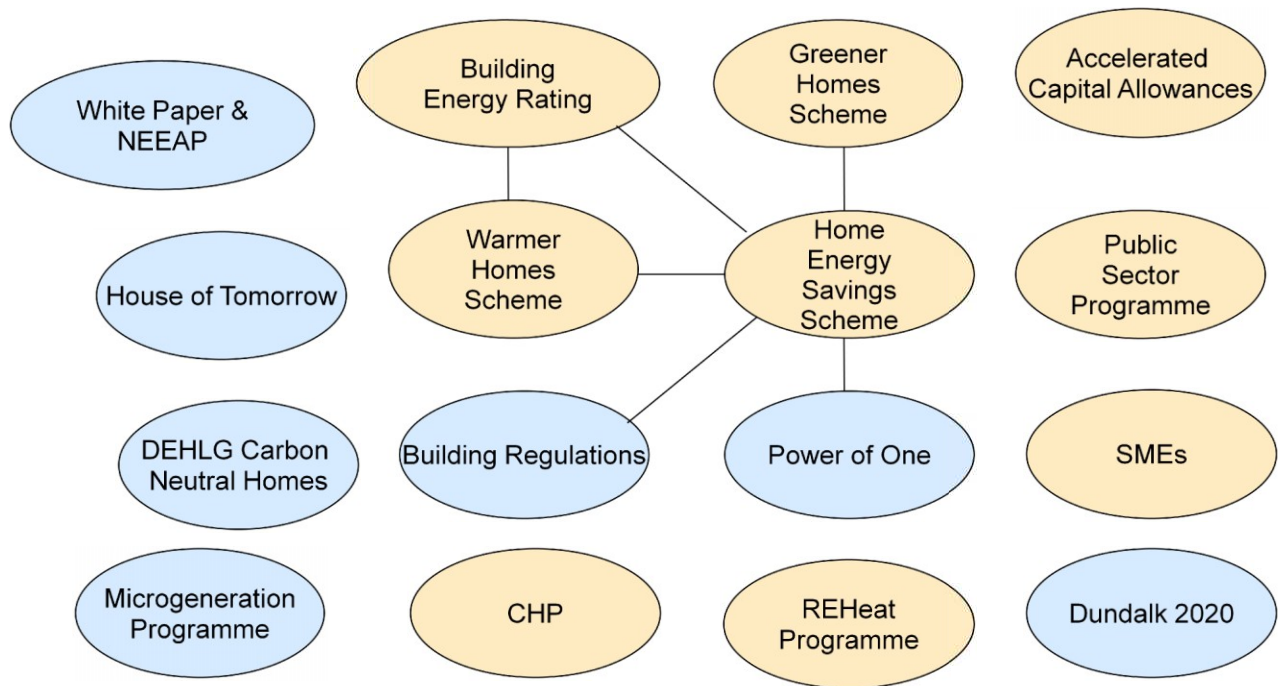 Building
Energy Rating
Greener
Homes
Scheme
Accelerated
Capital Allowances
White Paper &
NEEAP
Warmer
Homes
Scheme
Home
Energy
Savings
Scheme
Public
Sector
Programme
House of Tomorrow
DEHLG Carbon
Neutral Homes
Building Regulations
Power of One
SMEs
Microgeneration
Programme
CHP
REHeat
Programme
Dundalk 2020